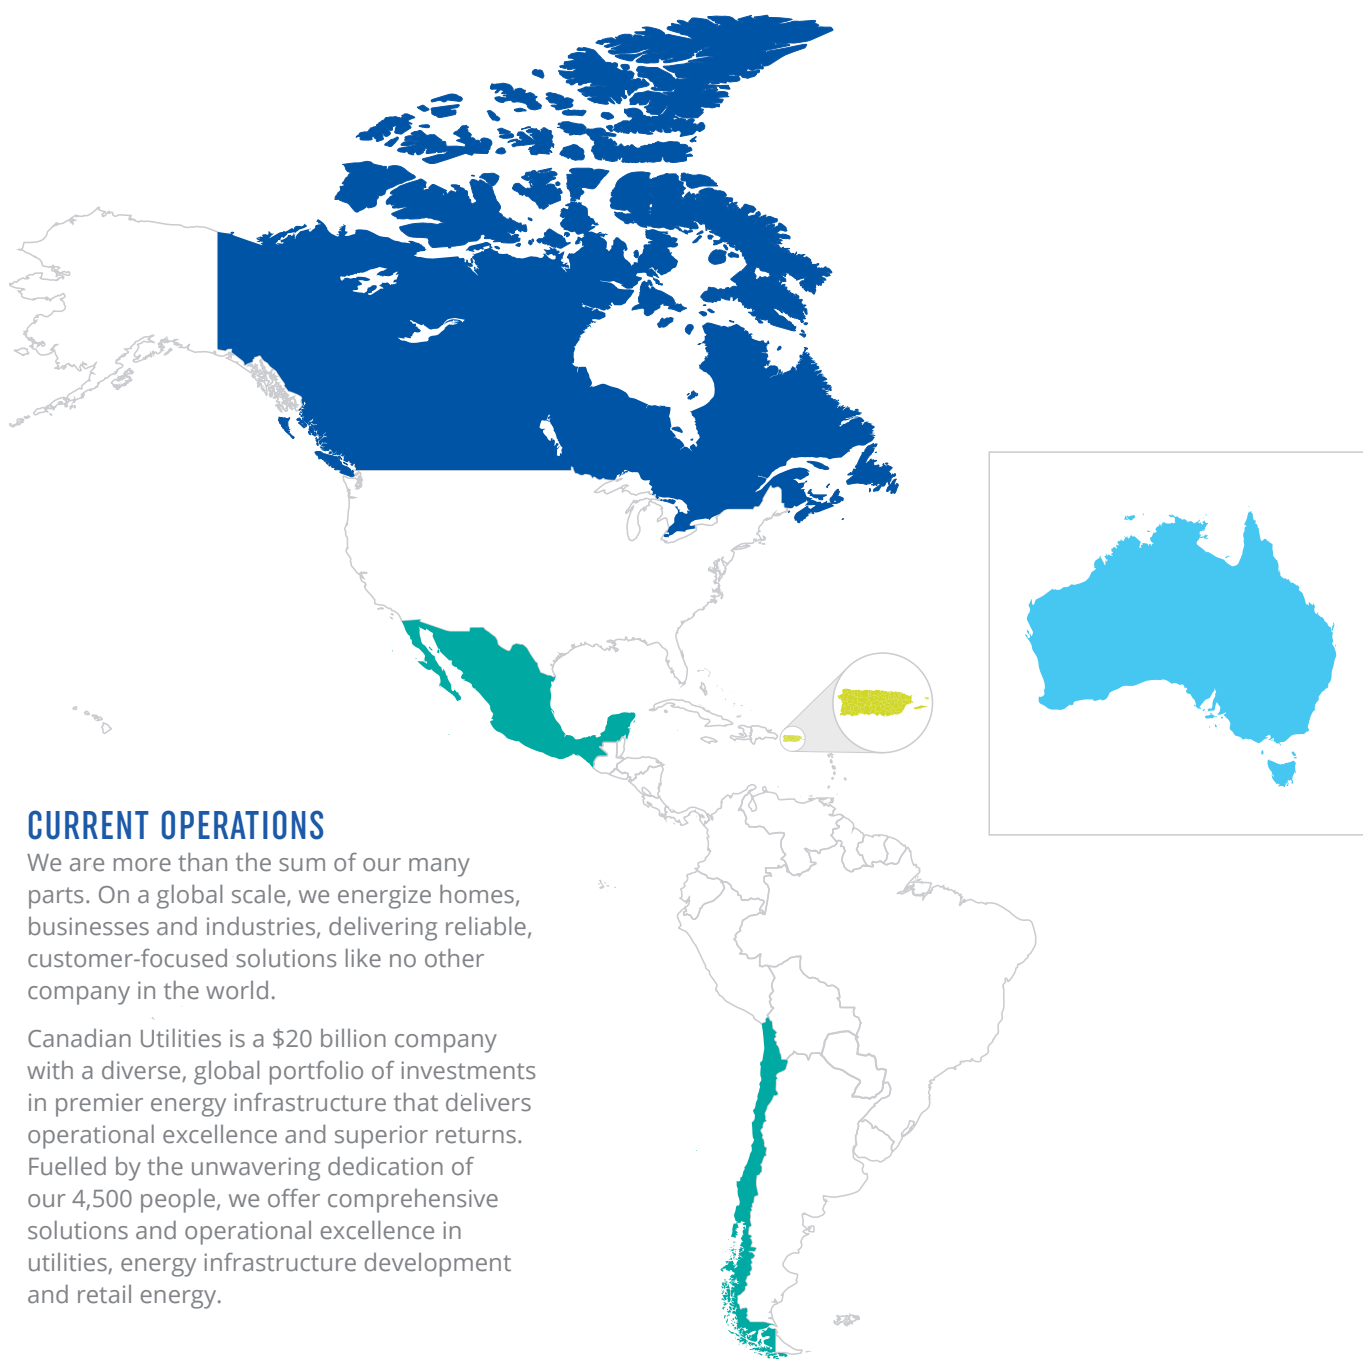 CURRENT OPERATIONS
We are more than the sum of our many
parts. On a global scale, we energize homes,
businesses and industries, delivering reliable,
customer-focused solutions like no other
company in the world.
Canadian Utilities is a $20 billion company
with a diverse, global portfolio of investments
in premier energy infrastructure that delivers
operational excellence and superior returns.
Fuelled by the unwavering dedication of
our 4,500 people, we offer comprehensive
solutions and operational excellence in
utilities, energy infrastructure development
and retail energy.